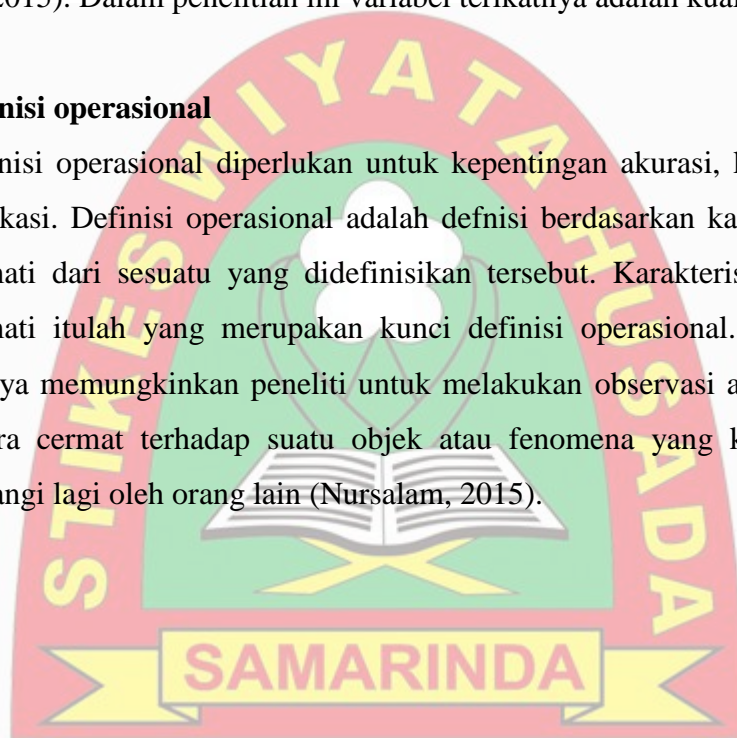 2015). Dalam penelitian ini variabel terikatnya adalah kual
nisi operasional
nisi operasional diperlukan untuk kepentingan akurasi,
kasi. Definisi operasional adalah defnisi berdasarkan ka
nati dari sesuatu yang didefinisikan tersebut. Karakteris
nati itulah yang merupakan kunci definisi operasional.
ya memungkinkan peneliti untuk melakukan observasi a
ra cermat terhadap suatu objek atau fenomena yang k
angi lagi oleh orang lain (Nursalam, 2015).
STIKES WIYATA HUSADA
SAMARINDA